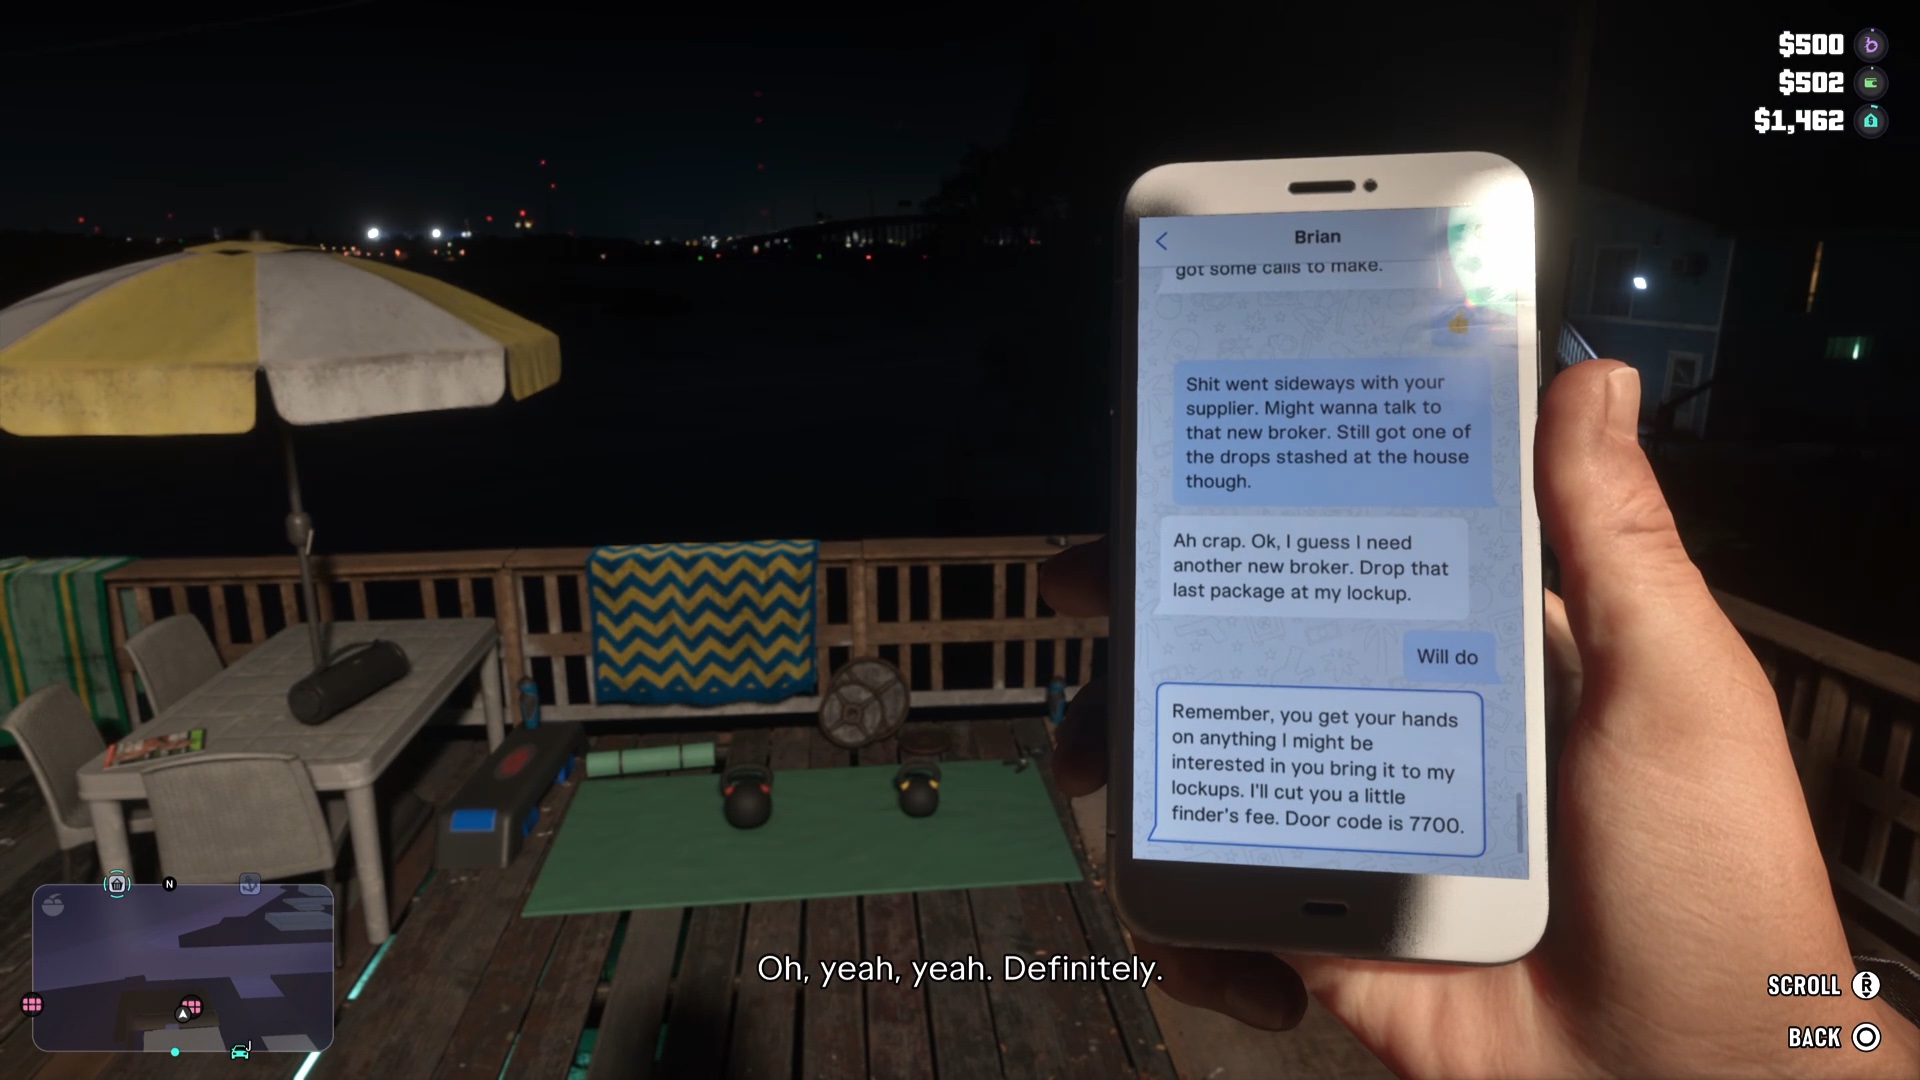 $500
$502
$1,462
Brian
got some calls to make.
Shit went sideways with your
supplier. Might wanna talk to
that new broker. Still got one of
the drops stashed at the house
though.
Ah crap. Ok, I guess I need
another new broker. Drop that
last package at my lockup.
Will do
Remember, you get your hands
on anything I might be
interested in you bring it to my
lockups. I'll cut you a little
finder's fee. Door code is 7700.
N
J
Oh, yeah, yeah. Definitely.
SCROLL R
BACK